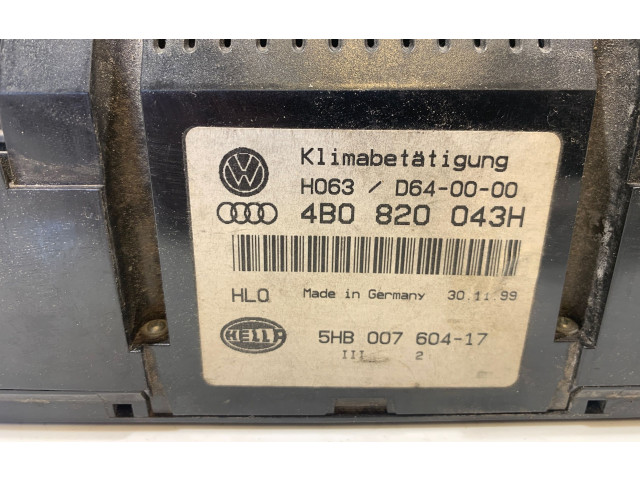 Klimabetätigung
H063 / D64-00-00
4B0 820 043H
HLO Made in Germany 30.11.99
HELLA 5HB 007 604-17
III 2